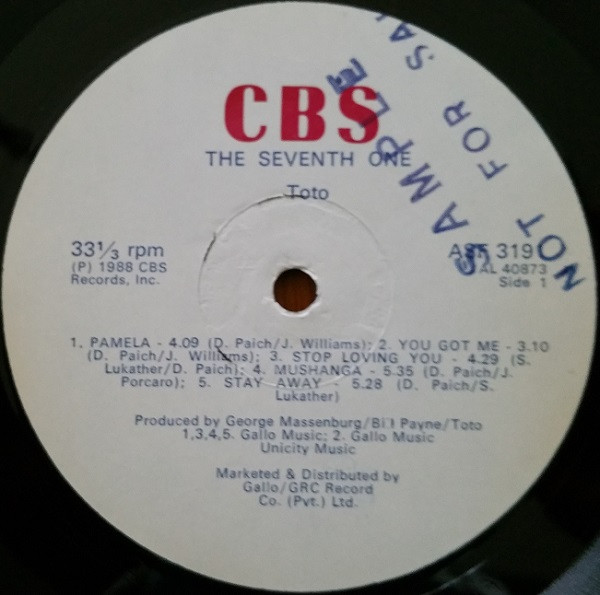 CBS
THE SEVENTH ONE
Toto
SAMPLE
NOT FOR
33⅓ rpm
(P) 1988 CBS
Records, Inc.
AL 40873
Side 1
1. PAMELA - 4.09 (D. Paich/J. Williams); 2. YOU GOT ME - 3.10
(D. Paich/J. Williams); 3. STOP LOVING YOU - 4.29 (S.
Lukather/D. Paich); 4. MUSHANGA - 5.35 (D. Paich/J.
Porcaro); 5. STAY AWAY - 5.28 (D. Paich/S.
Lukather)
Produced by George Massenburg/Bill Payne/Toto
1,3,4,5. Gallo Music; 2. Gallo Music
Unicity Music
Marketed & Distributed by
Gallo/GRC Record
Co. (Pvt.) Ltd.